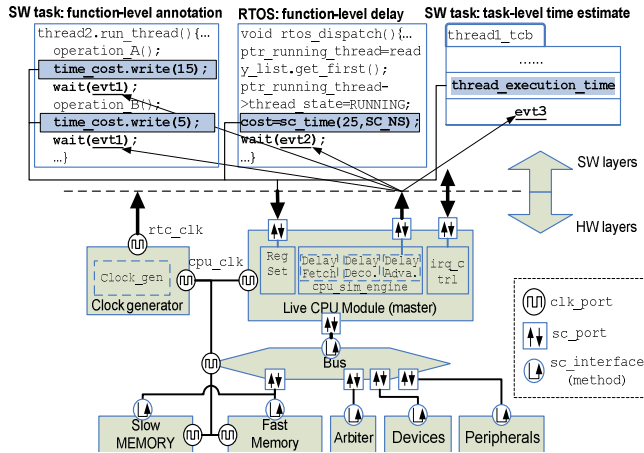 SW task: function-level annotation
thread2.run_thread(){…
operation_A();
time_cost.write(15);
wait(evt1);
operation_B();
time_cost.write(5);
wait(evt1);
…}
RTOS: function-level delay
void rtos_dispatch(){…
ptr_running_thread=read
y_list.get_first();
ptr_running_thread-
>thread_state=RUNNING;
cost=sc_time(25,SC_NS);
wait(evt2);
…}
SW task: task-level time estimate
thread1_tcb
……
thread_execution_time
evt3
SW layers
HW layers
rtc_clk
cpu_clk
Clock_gen
Clock generator
Reg
Set
Delay
Fetch
Delay
Deco.
Delay
Adva.
cpu_sim_engine
irq_c
trl
Live CPU Module (master)
Bus
Slow
MEMORY
Fast
Memory
Arbiter
Devices
Peripherals
clk_port
sc_port
sc_interface
(method)